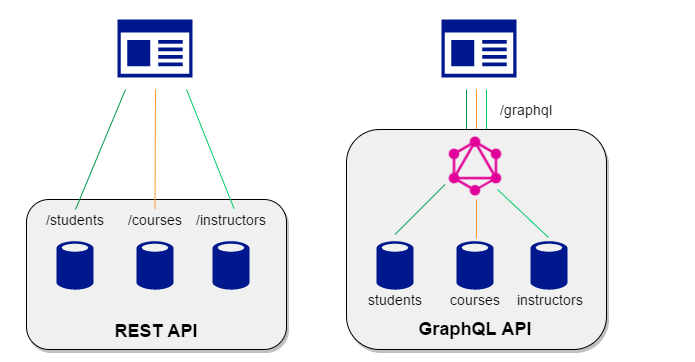 /students /courses /instructors
REST API
/graphql
students courses instructors
GraphQL API